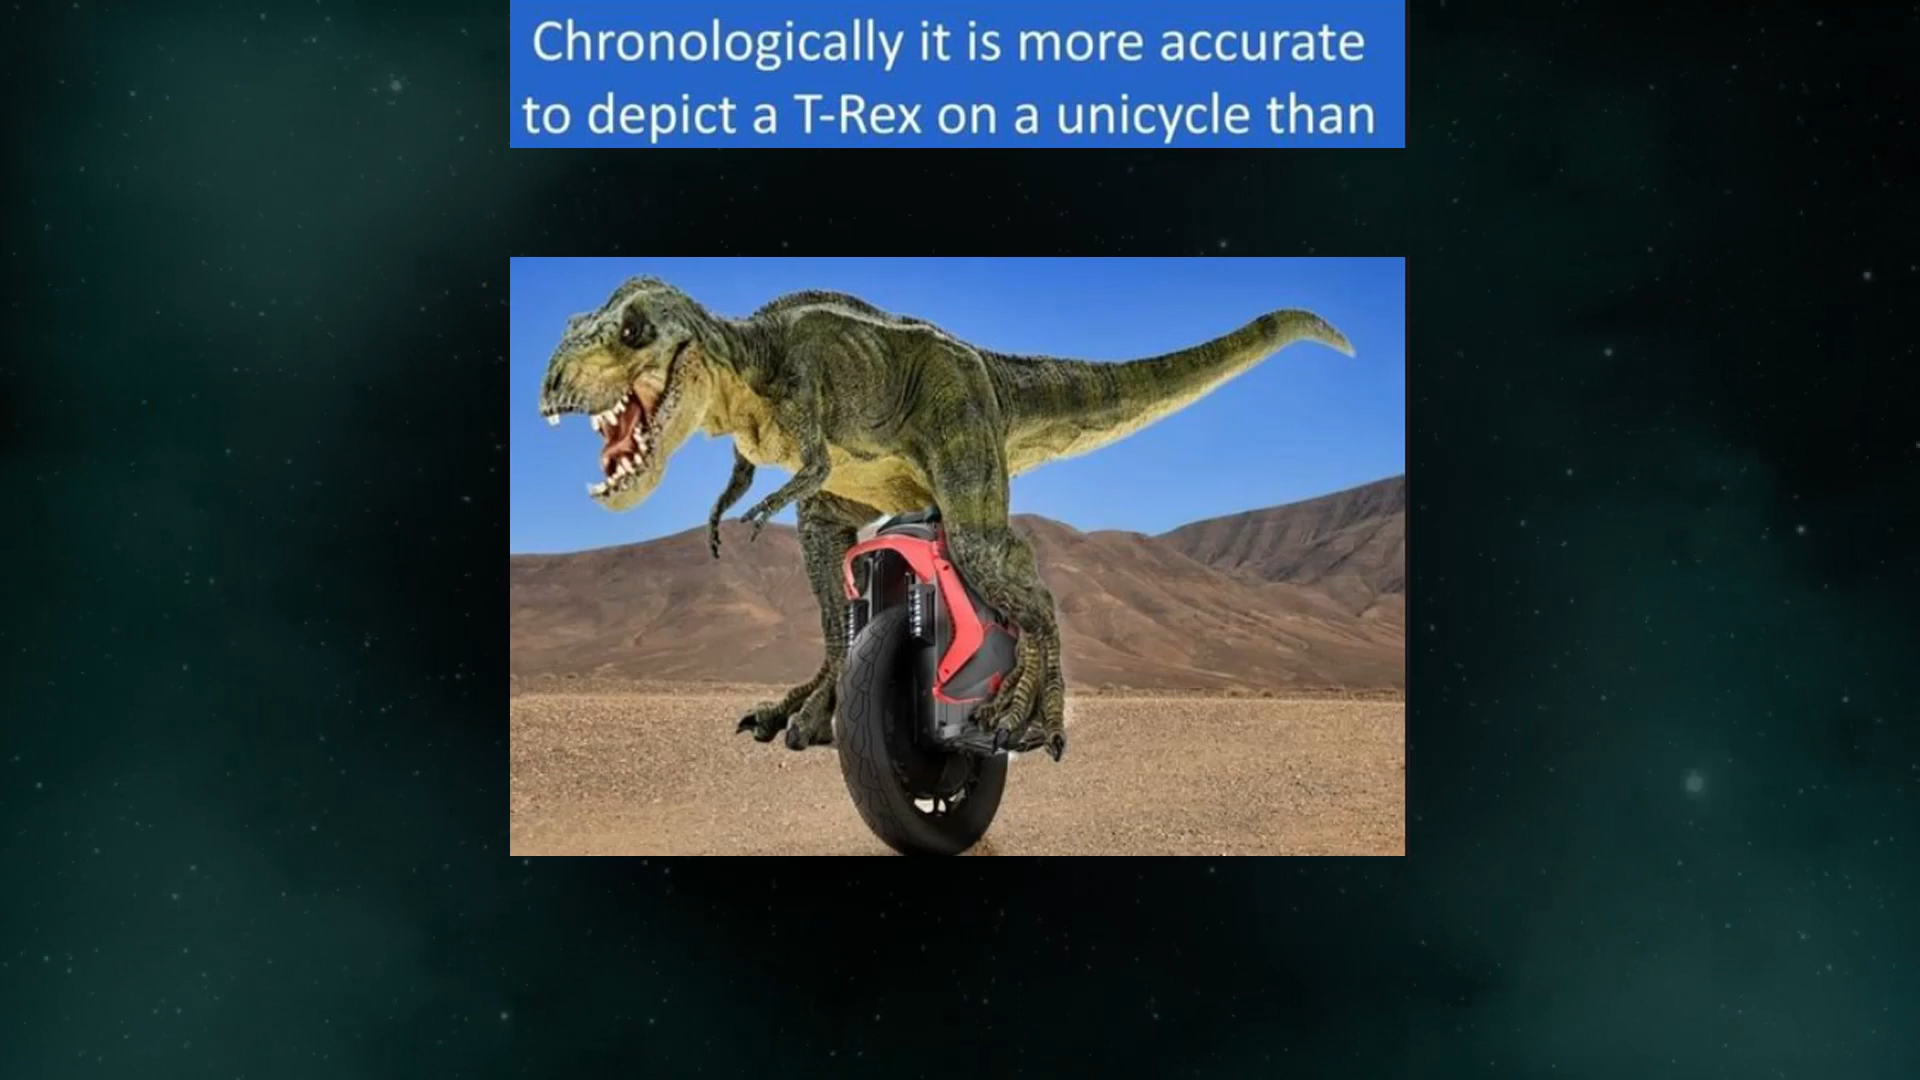 Chronologically it is more accurate
to depict a T-Rex on a unicycle than